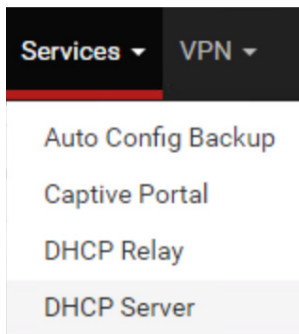 Services VPN
Auto Config Backup
Captive Portal
DHCP Relay
DHCP Server